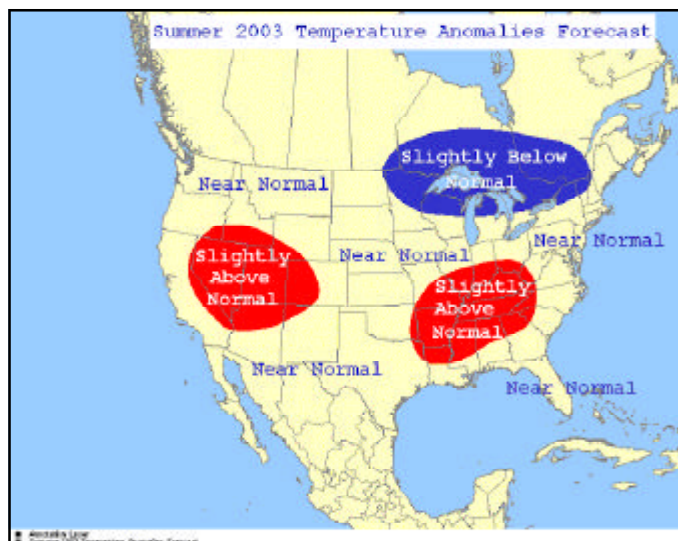 Summer 2003 Temperature Anomalies Forecast
Slightly Below
Normal
Near Normal
Near Normal
Near Normal
Slightly
Above
Normal
Slightly
Above
Normal
Near Normal
Near Normal